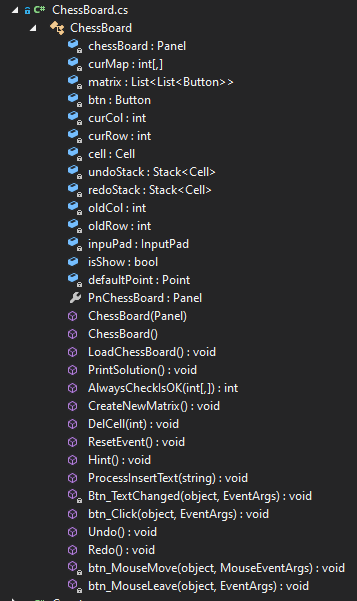 C# ChessBoard.cs
ChessBoard
chessBoard : Panel
curMap : int[,]
matrix : List<List<Button>>
btn : Button
curCol : int
curRow : int
cell : Cell
undoStack : Stack<Cell>
redoStack : Stack<Cell>
oldCol : int
oldRow : int
inpuPad : InputPad
isShow : bool
defaultPoint : Point
PnChessBoard : Panel
ChessBoard(Panel)
ChessBoard()
LoadChessBoard() : void
PrintSolution() : void
AlwaysCheckIsOK(int[,]) : int
CreateNewMatrix() : void
DelCell(int) : void
ResetEvent() : void
Hint() : void
ProcessInsertText(string) : void
Btn_TextChanged(object, EventArgs) : void
btn_Click(object, EventArgs) : void
Undo() : void
Redo() : void
btn_MouseMove(object, MouseEventArgs) : void
btn_MouseLeave(object, EventArgs) : void